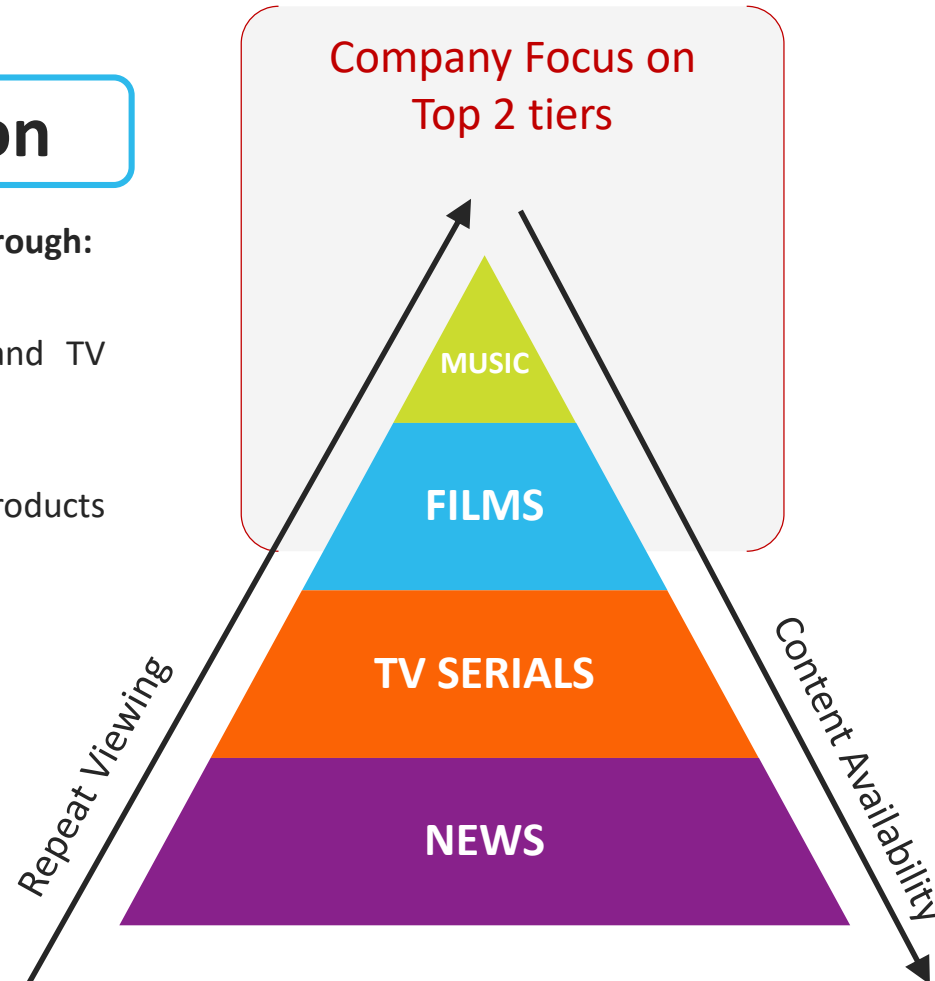 Company Focus on
Top 2 tiers
on
rough:
and TV
roducts
MUSIC
FILMS
TV SERIALS
NEWS
Repeat Viewing
Content Availability